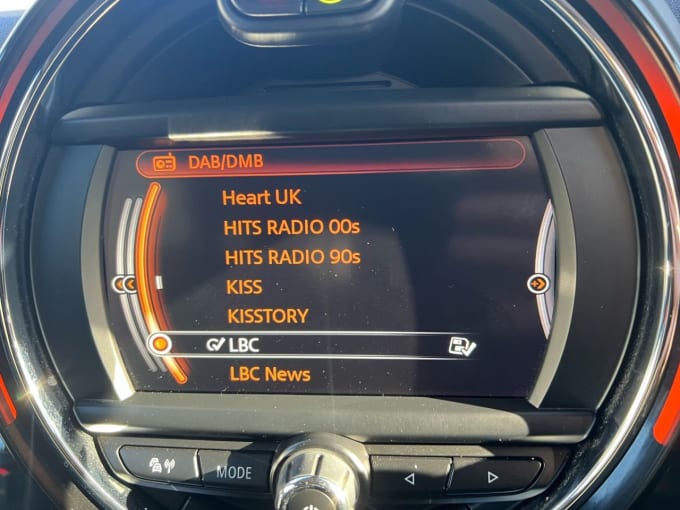 DAB/DMB
Heart UK
HITS RADIO 00s
HITS RADIO 90s
KISS
KISSTORY
LBC
LBC News
MODE